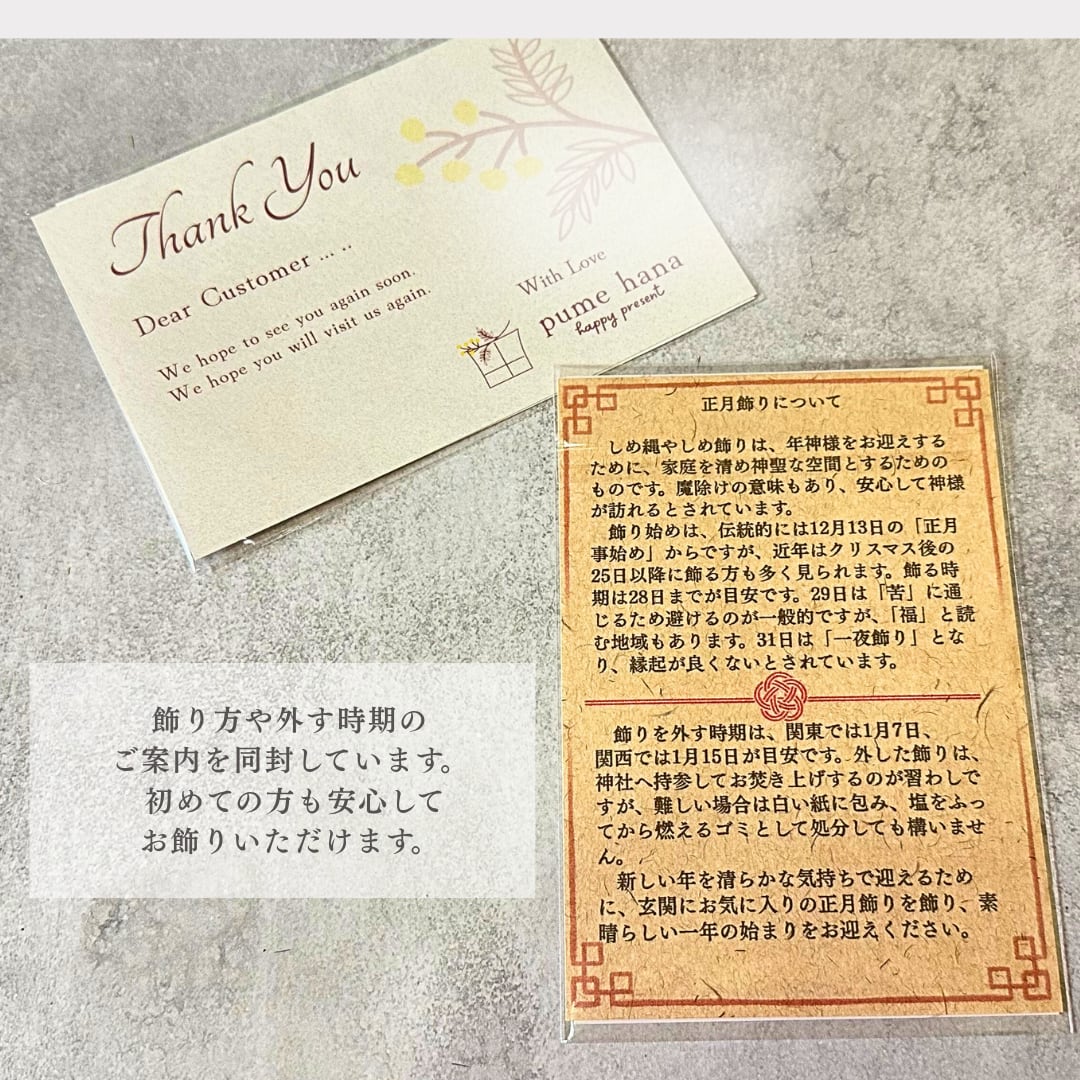 Thank You
Dear Customer ... ..
We hope to see you again soon.
We hope you will visit us again.
With Love
pume hana
happy present
正月飾りについて
しめ縄やしめ飾りは、年神様をお迎えする
ために、家庭を清め神聖な空間とするための
ものです。魔除けの意味もあり、安心して神様
が訪れるとされています。
飾り始めは、伝統的には12月13日の「正月
事始め」からですが、近年はクリスマス後の
25日以降に飾る方も多く見られます。飾る時
期は28日までが目安です。29日は「苦」に通
じるため避けるのが一般的ですが、「福」と読
む地域もあります。31日は「一夜飾り」とな
り、縁起が良くないとされています。
飾りを外す時期は、関東では1月7日、
関西では1月15日が目安です。外した飾りは、
神社へ持参してお焚き上げするのが習わしで
すが、難しい場合は白い紙に包み、塩をふっ
てから燃えるゴミとして処分しても構いませ
ん。
新しい年を清らかな気持ちで迎えるため
に、玄関にお気に入りの正月飾りを飾り、素
晴らしい一年の始まりをお迎えください。
飾り方や外す時期の
ご案内を同封しています。
初めての方も安心して
お飾りいただけます。